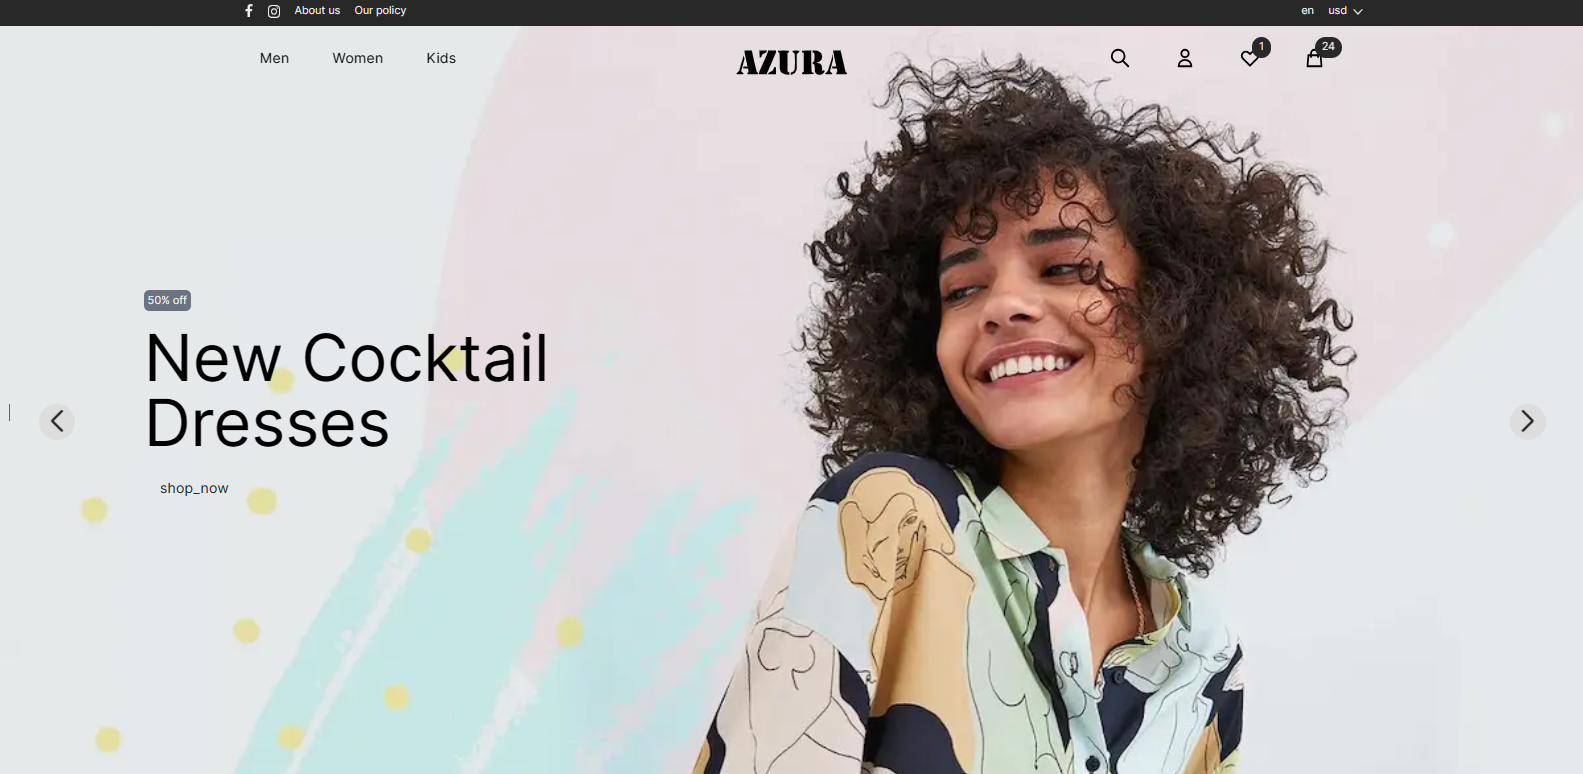 About us Our policy en usd
Men Women Kids AZURA 1 24
50% off
New Cocktail
Dresses
shop_now